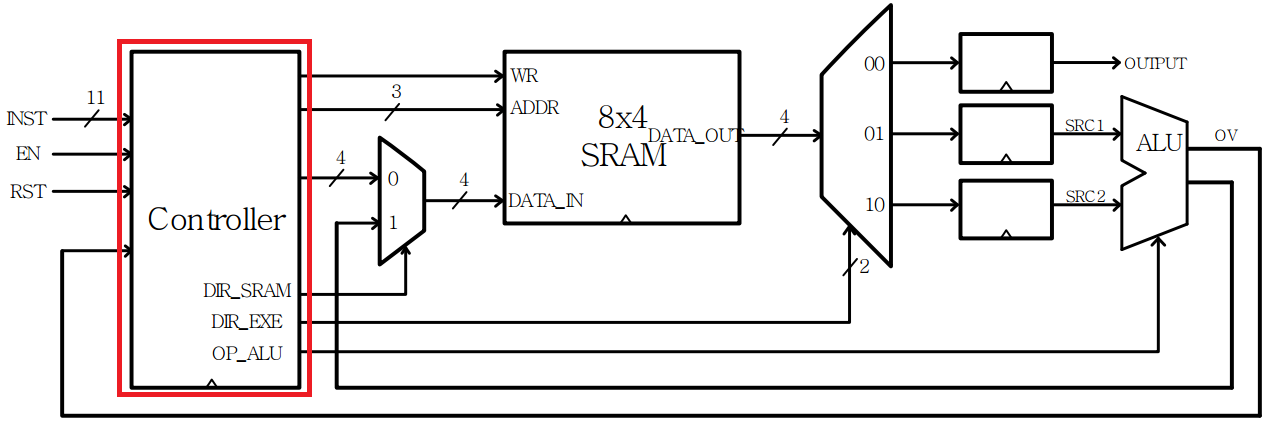 INST
11
EN
RST
Controller
DIR_SRAM
DIR_EXE
OP_ALU
3
4
0
1
4
WR
ADDR
8x4
SRAM
DATA_OUT
DATA_IN
4
00
01
10
2
OUTPUT
SRC1
SRC2
ALU
OV